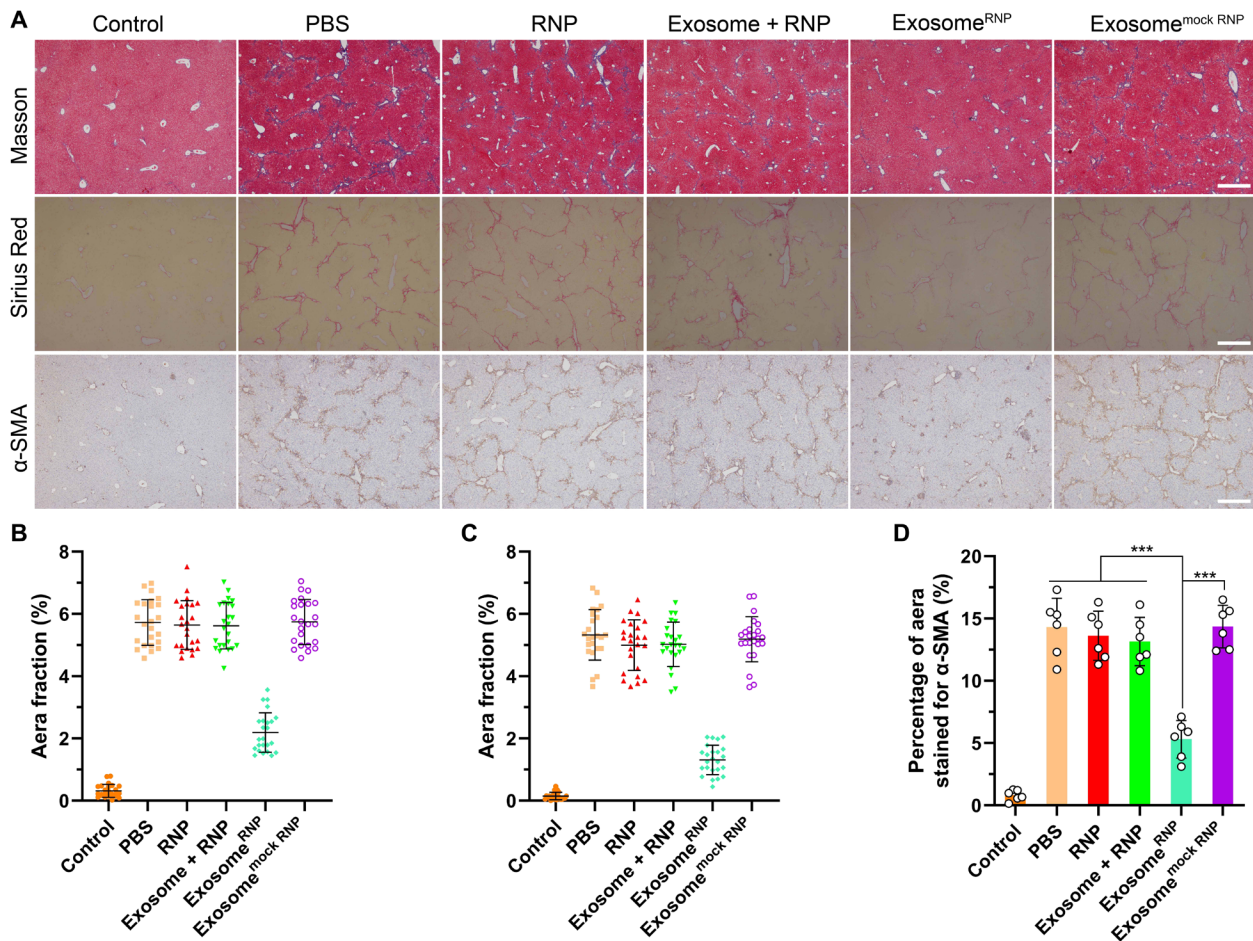 A
Control
PBS
RNP
Exosome + RNP
Exosome^RNP
Exosome^mock RNP
Masson
Sirius Red
α-SMA
B
Aera fraction (%)
8
6
4
2
0
Control
PBS
RNP
Exosome + RNP
Exosome^RNP
Exosome^mock RNP
C
Aera fraction (%)
8
6
4
2
0
Control
PBS
RNP
Exosome + RNP
Exosome^RNP
Exosome^mock RNP
D
Percentage of aera
stained for α-SMA (%)
20
15
10
5
0
***
***
Control
PBS
RNP
Exosome + RNP
Exosome^RNP
Exosome^mock RNP